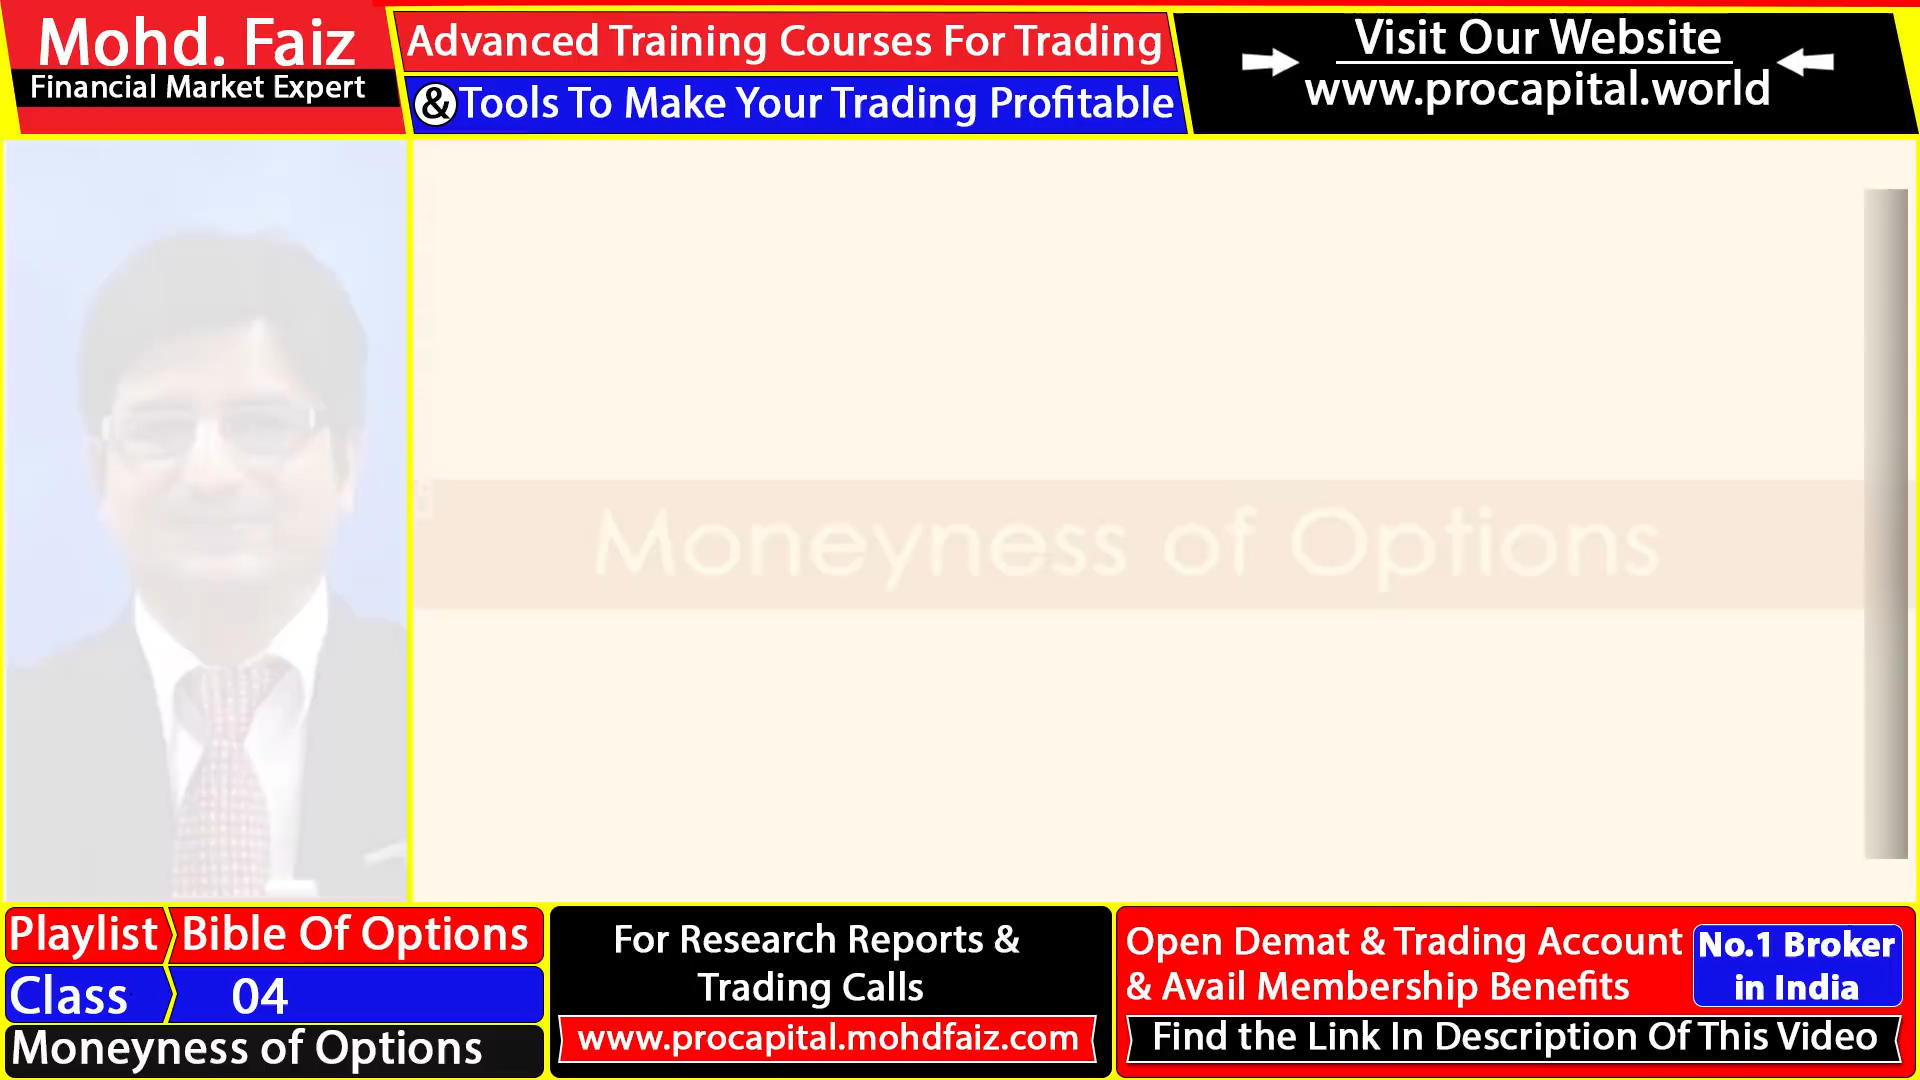 Mohd. Faiz
Financial Market Expert
Advanced Training Courses For Trading
& Tools To Make Your Trading Profitable
Visit Our Website
www.procapital.world
Moneyness of Options
Playlist Bible Of Options
Class 04
Moneyness of Options
For Research Reports &
Trading Calls
www.procapital.mohdfaiz.com
Open Demat & Trading Account
& Avail Membership Benefits
No.1 Broker
in India
Find the Link In Description Of This Video